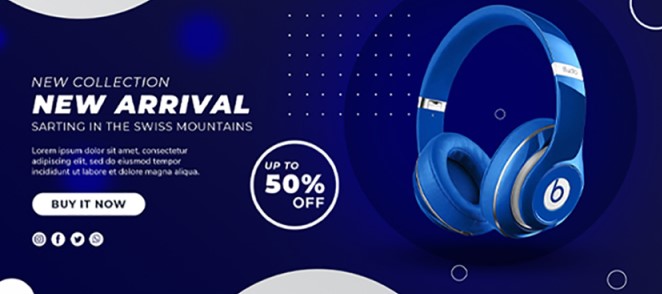 NEW COLLECTION
NEW ARRIVAL
SARTING IN THE SWISS MOUNTAINS
Lorem ipsum dolor sit amet, consectetur
adipiscing elit, sed do eiusmod tempor
incididunt ut labore et dolore magna aliqua.
BUY IT NOW
UP TO
50%
OFF
b